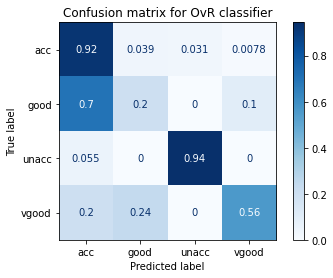 Confusion matrix for OvR classifier
True label
acc 0.92 0.039 0.031 0.0078
good 0.7 0.2 0 0.1
unacc 0.055 0 0.94 0
vgood 0.2 0.24 0 0.56
acc good unacc vgood
Predicted label
0.8
0.6
0.4
0.2
0.0